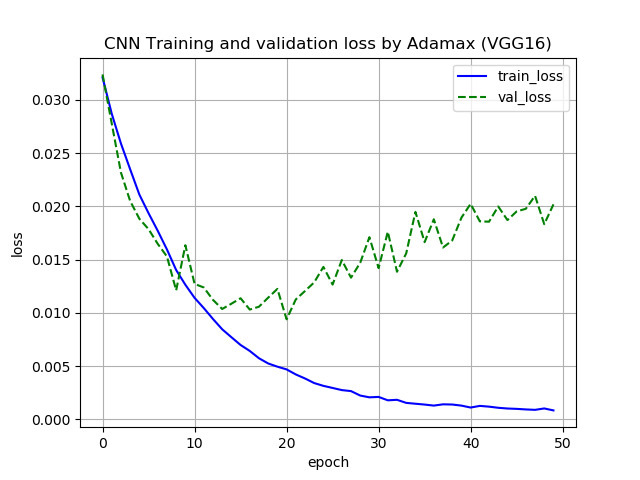 CNN Training and validation loss by Adamax (VGG16)
train_loss
val_loss
0.030
0.025
0.020
0.015
0.010
0.005
0.000
loss
0 10 20 30 40 50
epoch